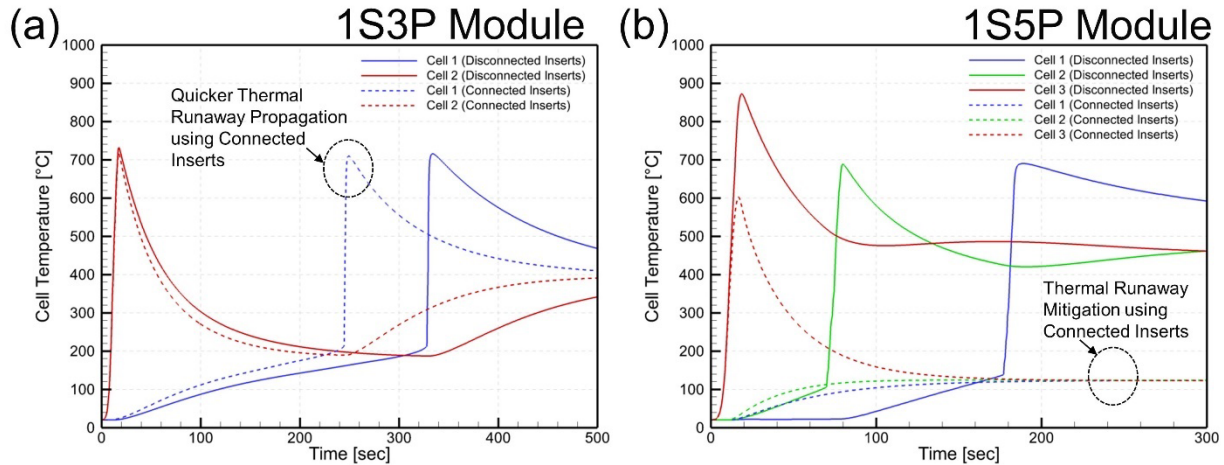 (a)
1S3P Module
Cell Temperature [°C]
1000
900
800
700
600
500
400
300
200
100
0
Cell 1 (Disconnected Inserts)
Cell 2 (Disconnected Inserts)
Cell 1 (Connected Inserts)
Cell 2 (Connected Inserts)
Quicker Thermal
Runaway Propagation
using Connected
Inserts
0
100
200
300
400
500
Time [sec]
(b)
1S5P Module
Cell Temperature [°C]
1000
900
800
700
600
500
400
300
200
100
0
Cell 1 (Disconnected Inserts)
Cell 2 (Disconnected Inserts)
Cell 3 (Disconnected Inserts)
Cell 1 (Connected Inserts)
Cell 2 (Connected Inserts)
Cell 3 (Connected Inserts)
Thermal Runaway
Mitigation using
Connected Inserts
0
100
200
300
Time [sec]